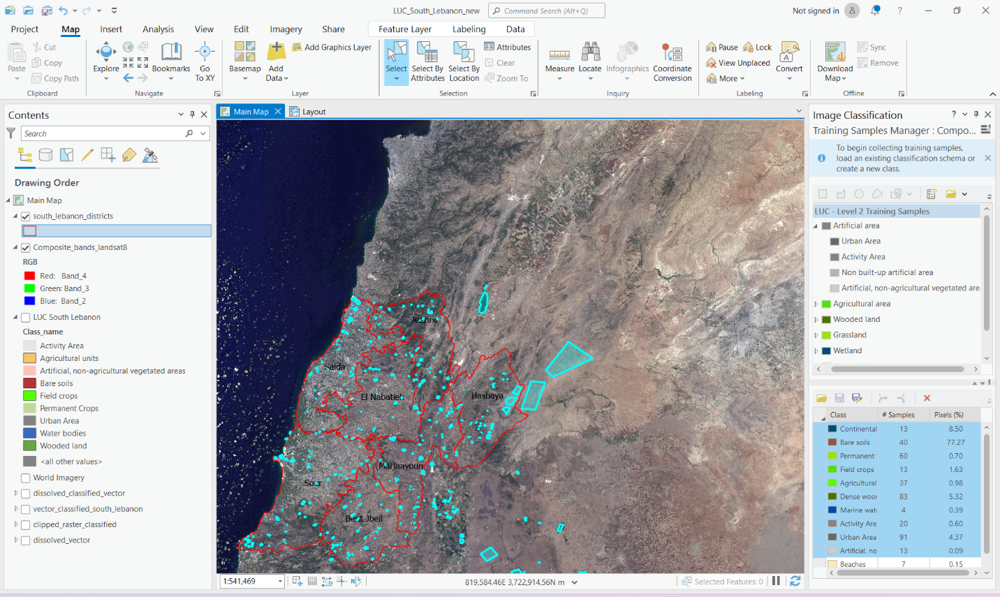 LUC_South_Lebanon_new
Command Search (Alt+Q)
Not signed in
?
Project
Map
Insert
Analysis
View
Edit
Imagery
Share
Feature Layer
Labeling
Data
Paste
Cut
Copy
Copy Path
Clipboard
Explore
Bookmarks
Go To XY
Navigate
Basemap
Add Data
Add Graphics Layer
Layer
Select
Select By Attributes
Select By Location
Attributes
Clear
Zoom To
Selection
Measure
Locate
Infographics
Coordinate Conversion
Inquiry
Pause
Lock
View Unplaced
More
Convert
Labeling
Download Map
Sync
Remove
Offline
Contents
Search
Drawing Order
Main Map
south_lebanon_districts
Composite_bands_landsat8
RGB
Red: Band_4
Green: Band_3
Blue: Band_2
LUC South Lebanon
Class_name
Activity Area
Agricultural units
Artificial, non-agricultural vegetated areas
Bare soils
Field crops
Permanent Crops
Urban Area
Water bodies
Wooded land
<all other values>
World Imagery
dissolved_classified_vector
vector_classified_south_lebanon
clipped_raster_classified
dissolved_vector
Main Map
Layout
Jezzine
Saida
El Nabatieh
Hasbaya
Marjaayoun
Sour
Bent Jbeil
1:541,469
819,584.46E 3,722,914.56N m
Selected Features: 0
Image Classification
?
Training Samples Manager : Compo...
To begin collecting training samples,
load an existing classification schema or
create a new class.
LUC - Level 2 Training Samples
Artificial area
Urban Area
Activity Area
Non built-up artificial area
Artificial, non-agricultural vegetated are
Agricultural area
Wooded land
Grassland
Wetland
Class # Samples Pixels (%)
Continental 13 8.50
Bare soils 40 77.27
Permanent 60 0.70
Field crops 13 1.63
Agricultural 37 0.98
Dense wood 83 5.32
Marine wat 4 0.39
Activity Are 20 0.60
Urban Area 91 4.37
Artificial, no 13 0.09
Beaches 7 0.15